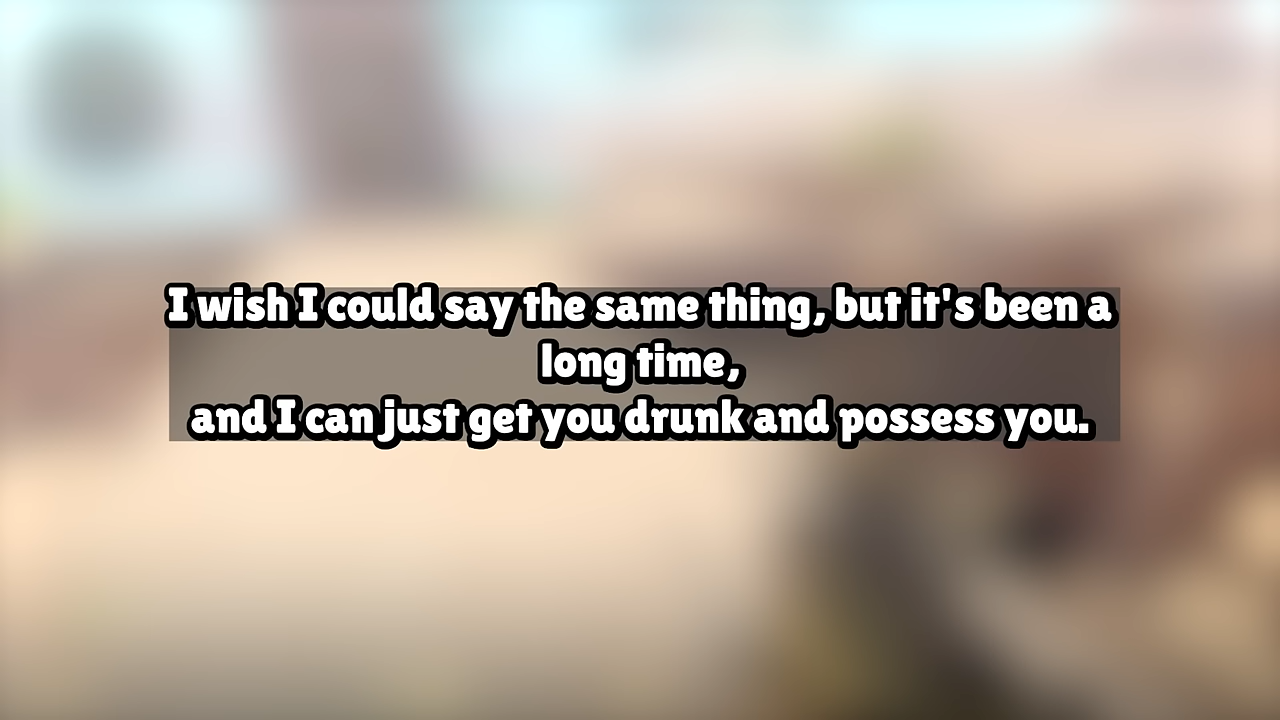 I wish I could say the same thing, but it's been a
long time,
and I can just get you drunk and possess you.